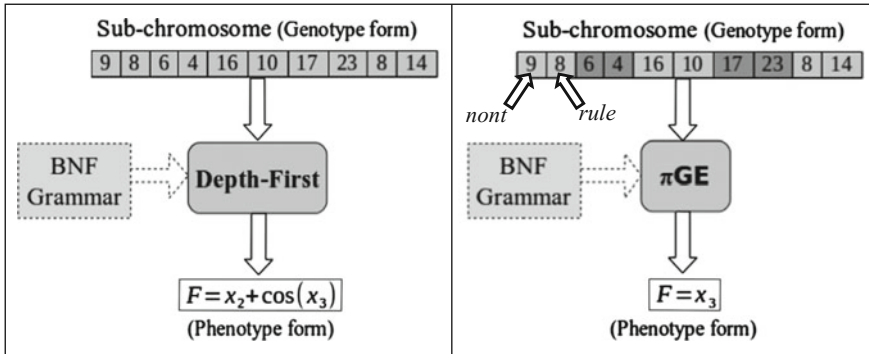 Sub-chromosome (Genotype form)
9 8 6 4 16 10 17 23 8 14
BNF
Grammar
Depth-First
F=x₂+cos(x₃)
(Phenotype form)
Sub-chromosome (Genotype form)
9 8 6 4 16 10 17 23 8 14
nont rule
BNF
Grammar
πGE
F=x₃
(Phenotype form)